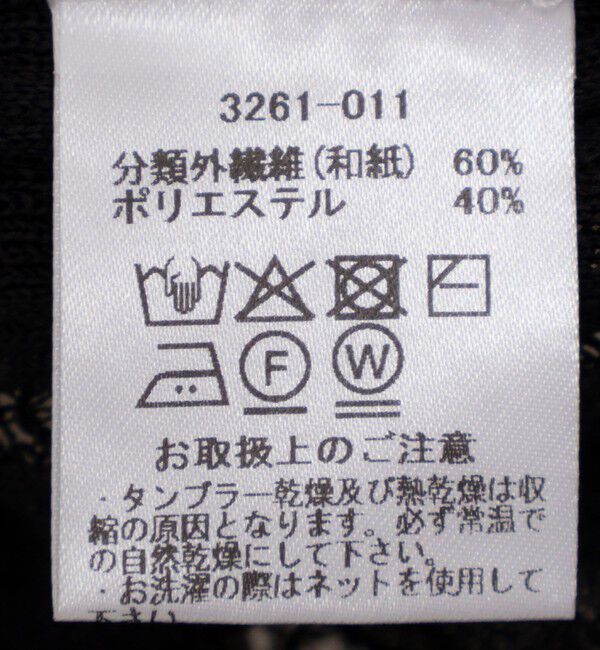 3261-011
分類外繊維(和紙) 60%
ポリエステル 40%
F W
お取扱上のご注意
・タンブラー乾燥及び熱乾燥は収
縮の原因となります。必ず常温で
の自然乾燥にして下さい。
・お洗濯の際はネットを使用して
下さい。